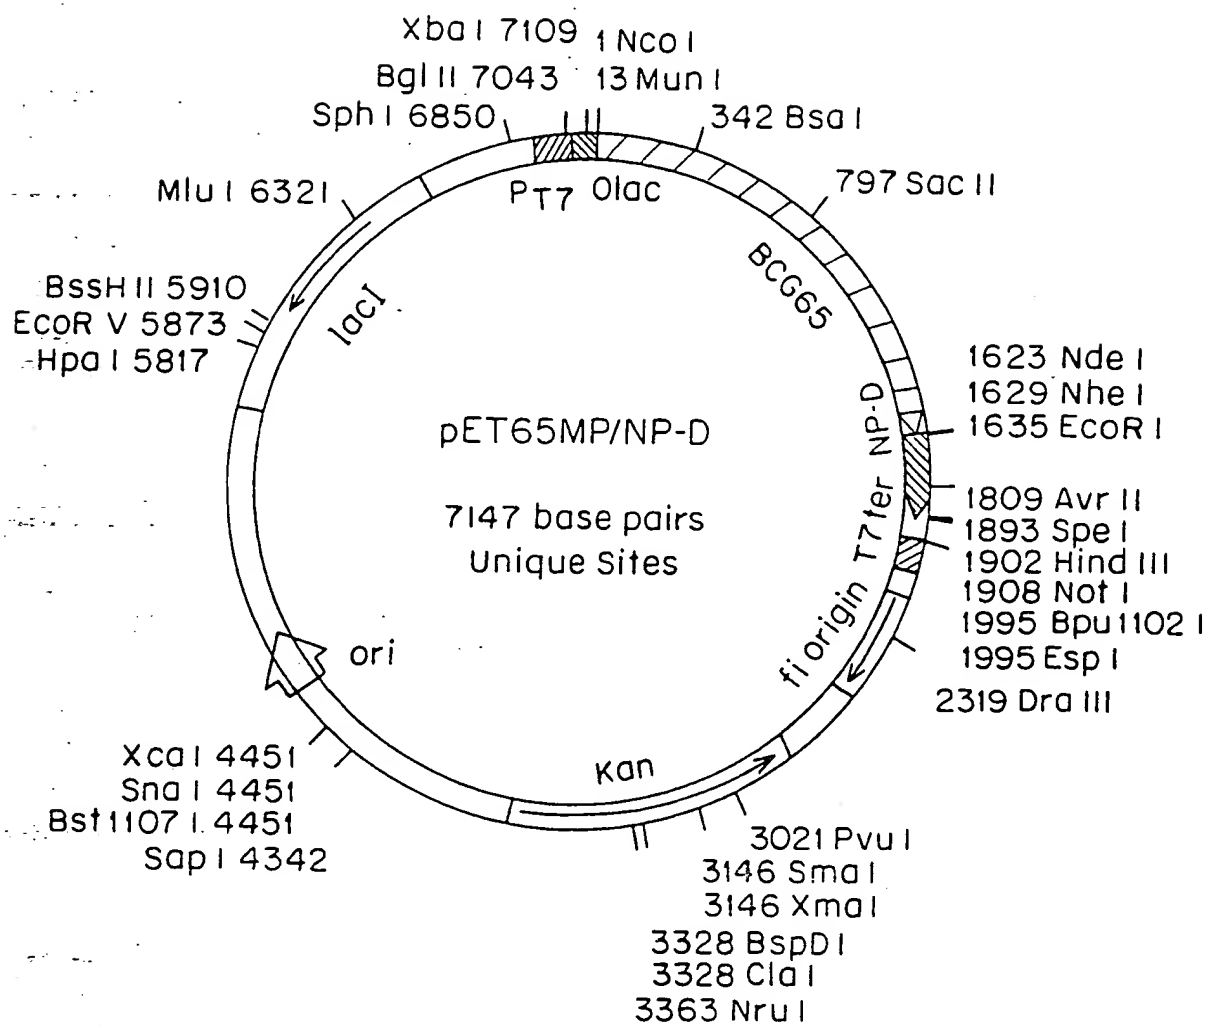 Xba I 7109
1 Nco I
Bgl II 7043
13 Mun I
Sph I 6850
342 Bsa I
Mlu I 6321
PT7
Olac
797 Sac II
BCG65
BssH II 5910
EcoR V 5873
Hpa I 5817
lacI
1623 Nde I
1629 Nhe I
1635 EcoR I
NP-D
pET65MP/NP-D
7147 base pairs
Unique Sites
T7ter
1809 Avr II
1893 Spe I
1902 Hind III
1908 Not I
1995 Bpu1102 I
1995 Esp I
fi origin
2319 Dra III
ori
Xca I 4451
Sna I 4451
Bst1107 I 4451
Sap I 4342
Kan
3021 Pvu I
3146 Sma I
3146 Xma I
3328 BspD I
3328 Cla I
3363 Nru I